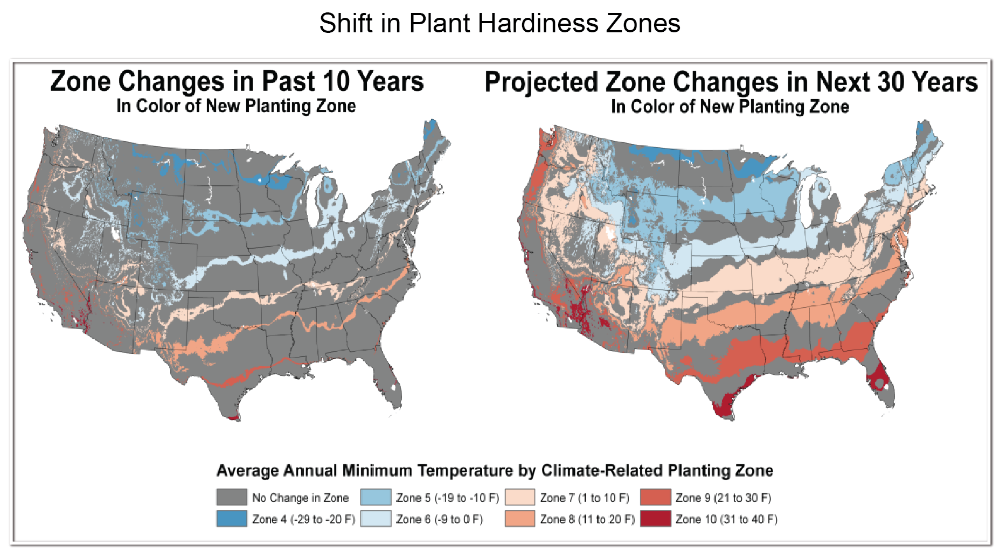 Shift in Plant Hardiness Zones
Zone Changes in Past 10 Years
In Color of New Planting Zone
Projected Zone Changes in Next 30 Years
In Color of New Planting Zone
Average Annual Minimum Temperature by Climate-Related Planting Zone
No Change in Zone
Zone 5 (-19 to -10 F)
Zone 7 (1 to 10 F)
Zone 9 (21 to 30 F)
Zone 4 (-29 to -20 F)
Zone 6 (-9 to 0 F)
Zone 8 (11 to 20 F)
Zone 10 (31 to 40 F)